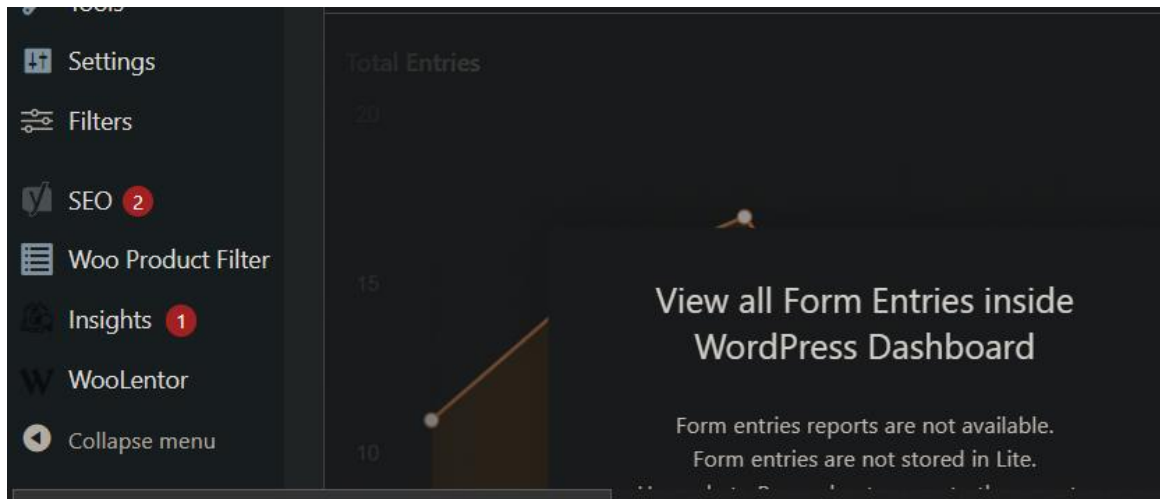 Tools
Settings
Filters
SEO 2
Woo Product Filter
Insights 1
WooLentor
Collapse menu
Total Entries
20
15
10
View all Form Entries inside
WordPress Dashboard
Form entries reports are not available.
Form entries are not stored in Lite.